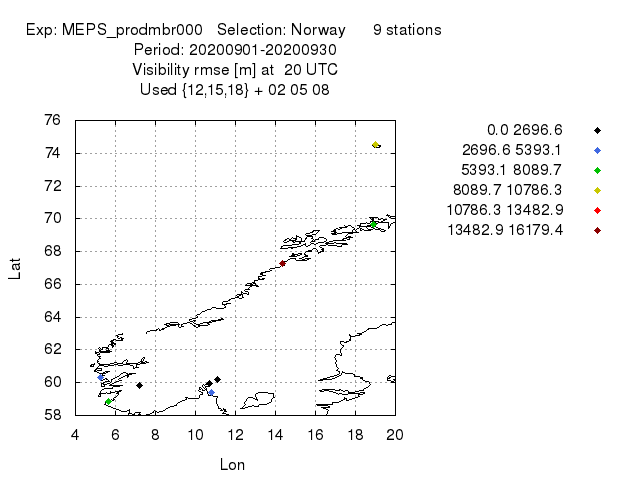 Exp: MEPS_prodmbr000 Selection: Norway 9 stations
Period: 20200901-20200930
Visibility rmse [m] at 20 UTC
Used {12,15,18} + 02 05 08
0.0 2696.6
2696.6 5393.1
5393.1 8089.7
8089.7 10786.3
10786.3 13482.9
13482.9 16179.4
76
74
72
70
68
66
64
62
60
58
Lat
4 6 8 10 12 14 16 18 20
Lon